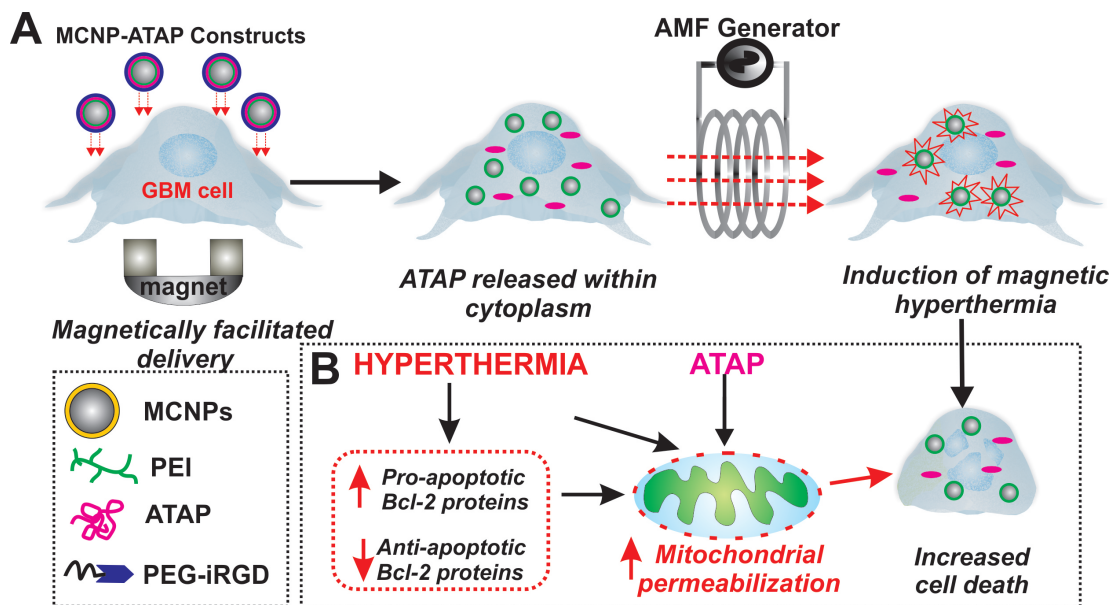 A
MCNP-ATAP Constructs
GBM cell
magnet
Magnetically facilitated
delivery
ATAP released within
cytoplasm
AMF Generator
Induction of magnetic
hyperthermia
MCNPs
PEI
ATAP
PEG-iRGD
B
HYPERTHERMIA
ATAP
Pro-apoptotic
Bcl-2 proteins
Anti-apoptotic
Bcl-2 proteins
Mitochondrial
permeabilization
Increased
cell death